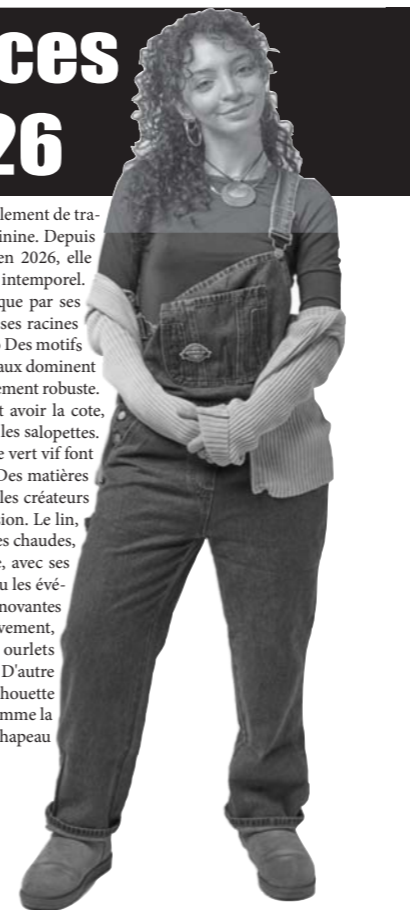 ces
26
lement de tra-
inine. Depuis
en 2026, elle
intemporel.
que par ses
ses racines
Des motifs
aux dominent
ement robuste.
t avoir la cote,
les salopettes.
e vert vif font
Des matières
les créateurs
ion. Le lin,
es chaudes,
e, avec ses
u les évé-
novantes
vement,
ourlets
D'autre
houette
mme la
hapeau